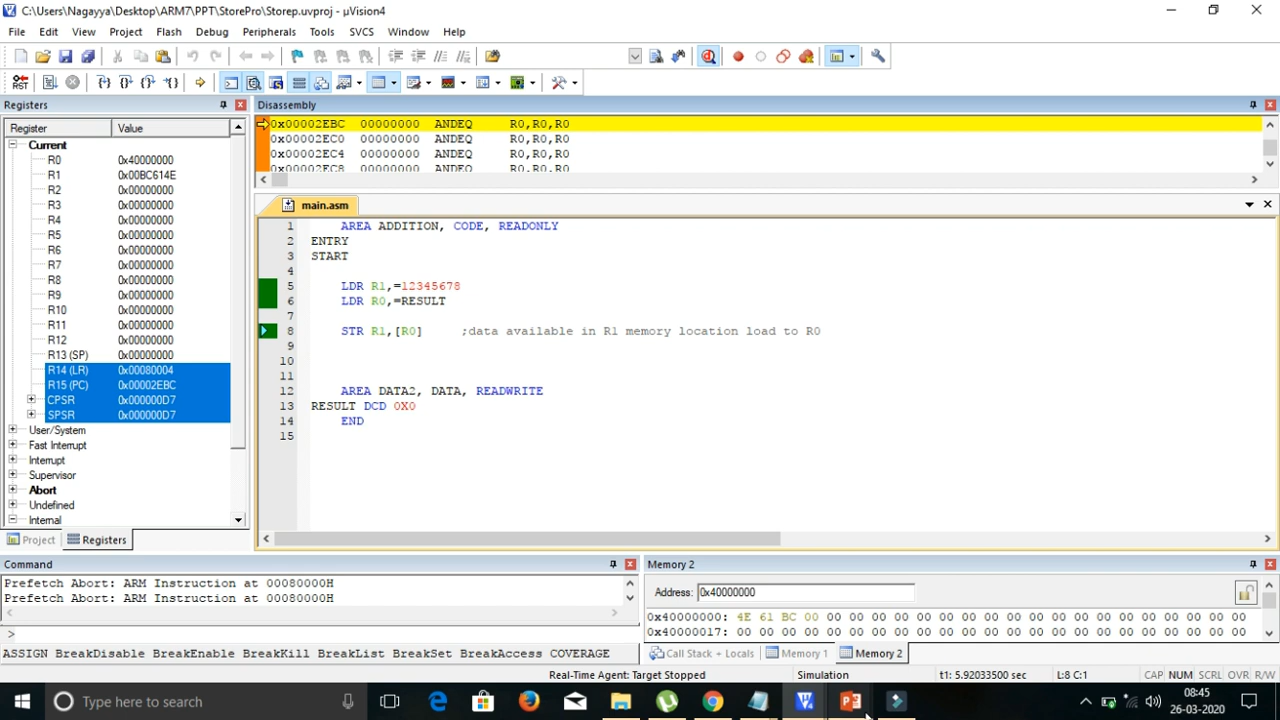 C:\Users\Nagayya\Desktop\ARM7\PPT\StorePro\Storep.uvproj - µVision4
File Edit View Project Flash Debug Peripherals Tools SVCS Window Help
RST
Registers
Register Value
Current
R0 0x40000000
R1 0x00BC614E
R2 0x00000000
R3 0x00000000
R4 0x00000000
R5 0x00000000
R6 0x00000000
R7 0x00000000
R8 0x00000000
R9 0x00000000
R10 0x00000000
R11 0x00000000
R12 0x00000000
R13 (SP) 0x00000000
R14 (LR) 0x00080004
R15 (PC) 0x00002EBC
CPSR 0x000000D7
SPSR 0x000000D7
User/System
Fast Interrupt
Interrupt
Supervisor
Abort
Undefined
Internal
Project Registers
Disassembly
0x00002EBC 00000000 ANDEQ R0,R0,R0
0x00002EC0 00000000 ANDEQ R0,R0,R0
0x00002EC4 00000000 ANDEQ R0,R0,R0
0x00002EC8 00000000 ANDEQ R0,R0,R0
main.asm
1 AREA ADDITION, CODE, READONLY
2 ENTRY
3 START
4
5 LDR R1,=12345678
6 LDR R0,=RESULT
7
8 STR R1,[R0] ;data available in R1 memory location load to R0
9
10
11
12 AREA DATA2, DATA, READWRITE
13 RESULT DCD 0X0
14 END
15
Command
Prefetch Abort: ARM Instruction at 00080000H
Prefetch Abort: ARM Instruction at 00080000H
>
ASSIGN BreakDisable BreakEnable BreakKill BreakList BreakSet BreakAccess COVERAGE
Memory 2
Address: 0x40000000
0x40000000: 4E 61 BC 00 00 00 00 00 00 00 00 00 00 00 00 00 00 00 00 00 00 00 00
0x40000017: 00 00 00 00 00 00 00 00 00 00 00 00 00 00 00 00 00 00 00 00 00 00 00
Call Stack + Locals Memory 1 Memory 2
Real-Time Agent: Target Stopped Simulation t1: 5.92033500 sec L:8 C:1 CAP NUM SCRL OVR R/W
Type here to search
08:45
26-03-2020